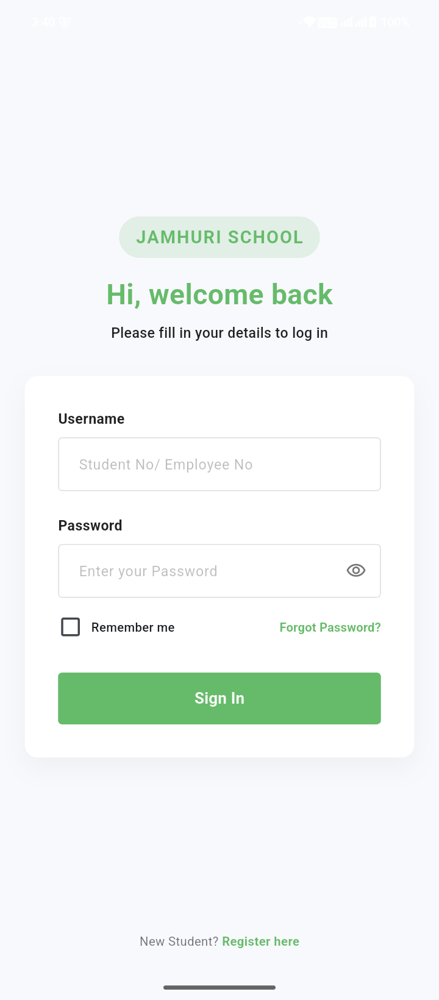 3:40 100%
JAMHURI SCHOOL
Hi, welcome back
Please fill in your details to log in
Username
Student No/ Employee No
Password
Enter your Password
Remember me Forgot Password?
Sign In
New Student? Register here